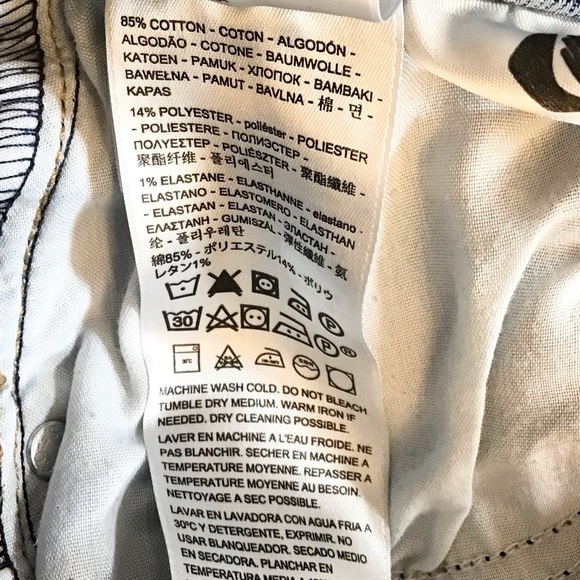 85% COTTON - COTON - ALGODÓN -
ALGODÃO - COTONE - BAUMWOLLE -
KATOEN - PAMUK - ХЛОПОК - BAMBAKI -
BAWEŁNA - PAMUT - BAVLNA - 棉 - 면 -
KAPAS
14% POLYESTER - poliéster - POLIESTER
- POLIESTERE - ПОЛИЭСТЕР -
ΠΟΛΥΕΣΤΕΡ - POLIÉSZTER - 聚酯纖維 -
聚酯纤维 - 폴리에스터
1% ELASTANE - ELASTHANNE - elastano -
ELASTANO - ELASTOMERO - ELASTHAN
- ELASTAAN - ELASTAN - ЭЛАСТАН -
ΕΛΑΣΤΑΝΗ - GUMISZÁL - 弹性纖維 - 氨
纶 - 폴리우레탄
綿85% - ポリエステル14% - ポリウ
レタン1%
30
P
P ®
30°C
MACHINE WASH COLD. DO NOT BLEACH
TUMBLE DRY MEDIUM. WARM IRON IF
NEEDED. DRY CLEANING POSSIBLE.
LAVER EN MACHINE A L'EAU FROIDE. NE
PAS BLANCHIR. SECHER EN MACHINE A
TEMPERATURE MOYENNE. REPASSER A
TEMPERATURE MOYENNE AU BESOIN.
NETTOYAGE A SEC POSSIBLE.
LAVAR EN LAVADORA CON AGUA FRIA A
30ºC Y DETERGENTE, EXPRIMIR. NO
USAR BLANQUEADOR. SECADO MEDIO
EN SECADORA. PLANCHAR EN
TEMPERATURA MEDIA A